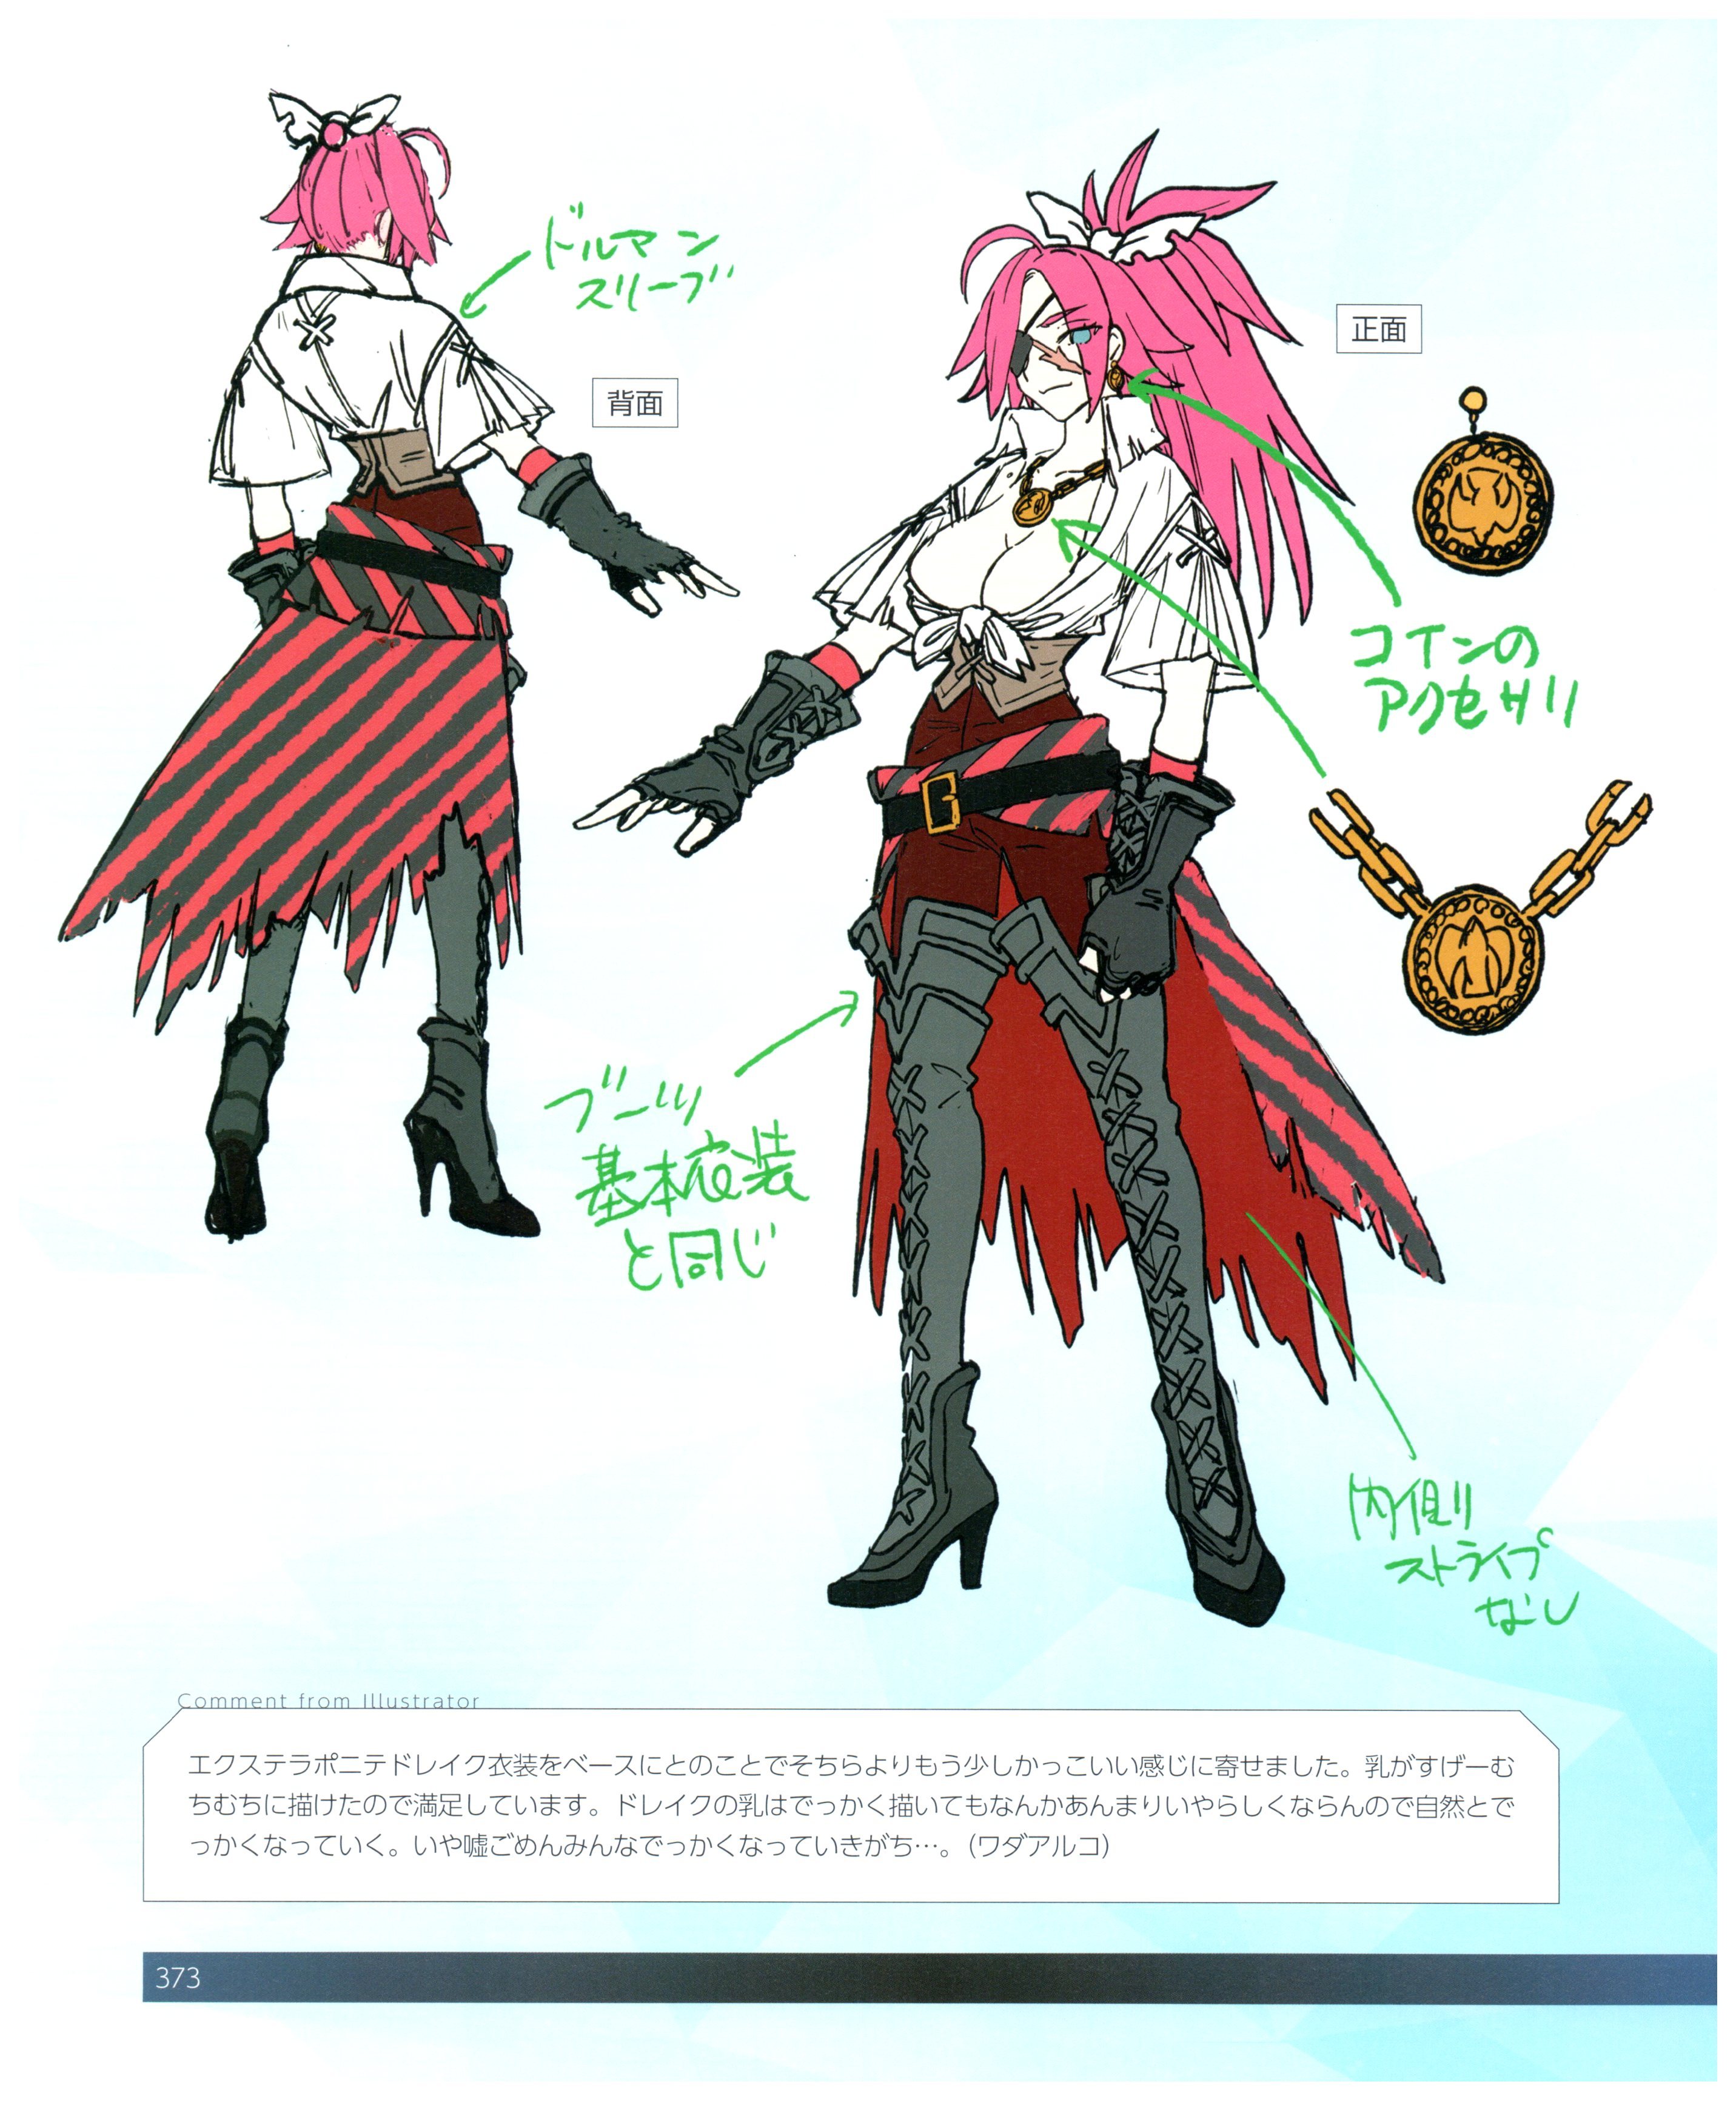 ドルマン
スリーブ
背面
正面
コインの
アクセサリ
ブーツ
基本衣装
と同じ
内側
ストライプ
なし
Comment from Illustrator
エクステラポニテドレイク衣装をベースにとのことでそちらよりもう少しかっこいい感じに寄せました。乳がすげーむ
ちむちに描けたので満足しています。ドレイクの乳はでっかく描いてもなんかあんまりいやらしくならんので自然とで
っかくなっていく。いや嘘ごめんみんなでっかくなっていきがち…。（ワダアルコ）
373